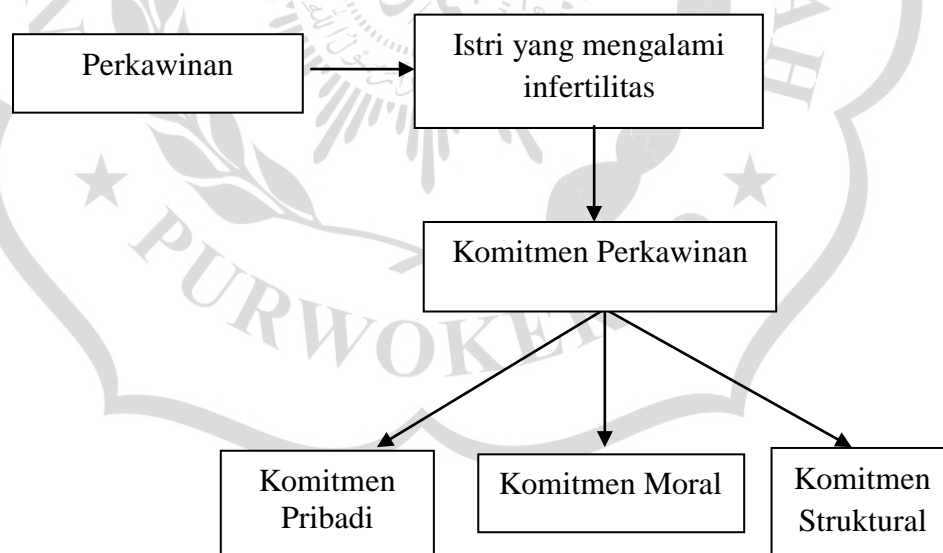 Perkawinan
Istri yang mengalami
infertilitas
Komitmen Perkawinan
PURWOKER
Komitmen
Pribadi
Komitmen Moral
Komitmen
Struktural